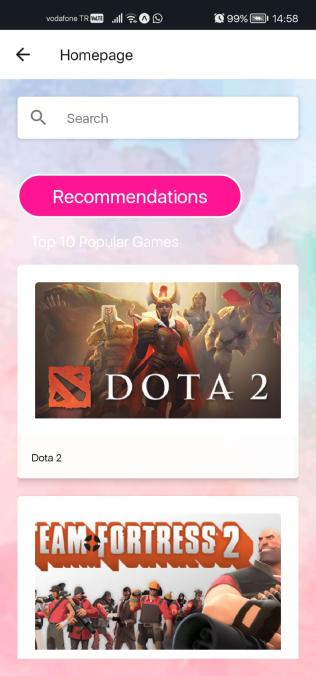 vodafone TR VoLTE 99% 14:58
Homepage
Search
Recommendations
Top 10 Popular Games
DOTA 2
Dota 2
TEAM FORTRESS 2